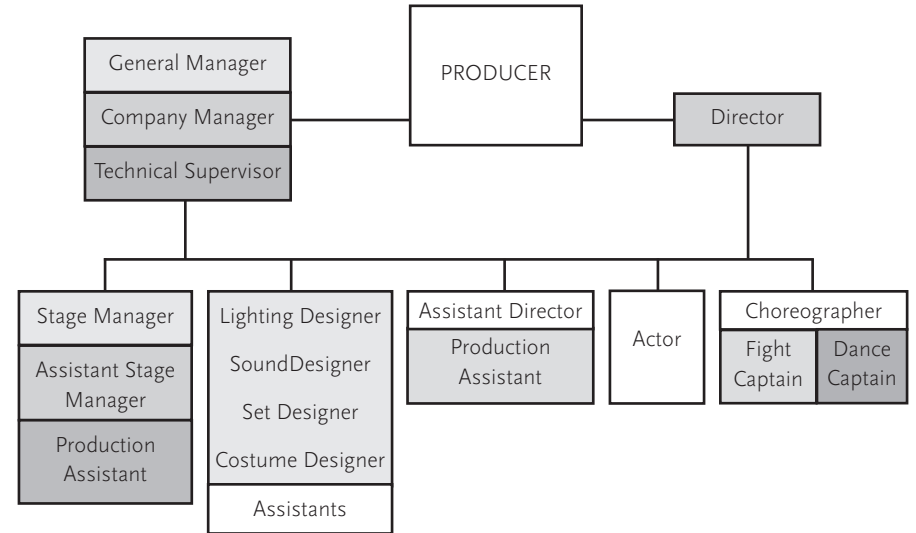 PRODUCER
General Manager
Company Manager
Technical Supervisor
Director
Stage Manager
Assistant Stage
Manager
Production
Assistant
Lighting Designer
SoundDesigner
Set Designer
Costume Designer
Assistants
Assistant Director
Production
Assistant
Actor
Choreographer
Fight
Captain
Dance
Captain